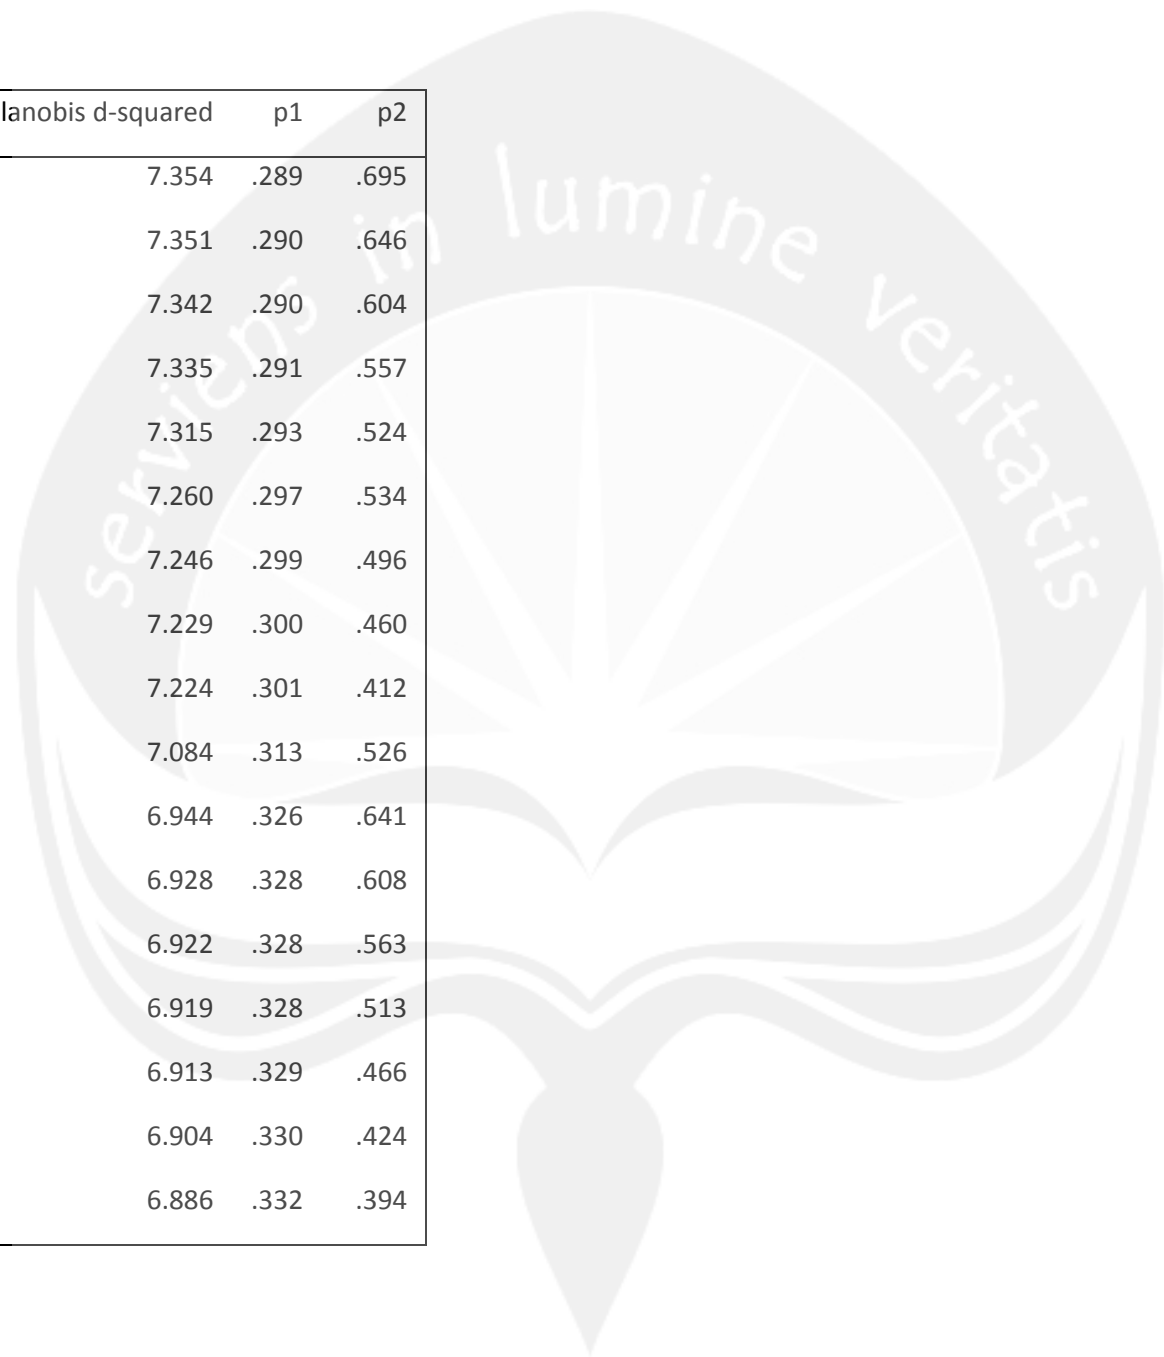 lanobis d-squared p1 p2
7.354 .289 .695
7.351 .290 .646
7.342 .290 .604
7.335 .291 .557
7.315 .293 .524
7.260 .297 .534
7.246 .299 .496
7.229 .300 .460
7.224 .301 .412
7.084 .313 .526
6.944 .326 .641
6.928 .328 .608
6.922 .328 .563
6.919 .328 .513
6.913 .329 .466
6.904 .330 .424
6.886 .332 .394
serviens in lumine veritatis